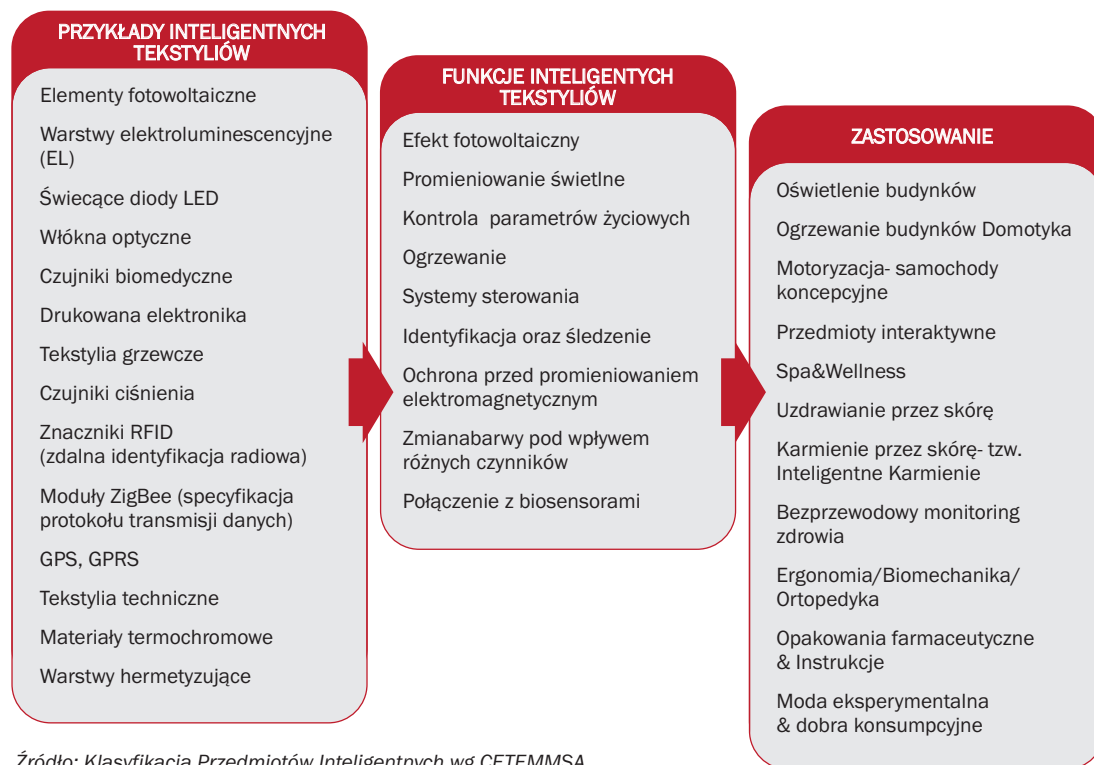 PRZYKŁADY INTELIGENTNYCH
TEKSTYLIÓW
Elementy fotowoltaiczne
Warstwy elektroluminescencyjne
(EL)
Świecące diody LED
Włókna optyczne
Czujniki biomedyczne
Drukowana elektronika
Tekstylia grzewcze
Czujniki ciśnienia
Znaczniki RFID
(zdalna identyfikacja radiowa)
Moduły ZigBee (specyfikacja
protokołu transmisji danych)
GPS, GPRS
Tekstylia techniczne
Materiały termochromowe
Warstwy hermetyzujące
FUNKCJE INTELIGENTYCH
TEKSTYLIÓW
Efekt fotowoltaiczny
Promieniowanie świetlne
Kontrola parametrów życiowych
Ogrzewanie
Systemy sterowania
Identyfikacja oraz śledzenie
Ochrona przed promieniowaniem
elektromagnetycznym
Zmianabarwy pod wpływem
różnych czynników
Połączenie z biosensorami
ZASTOSOWANIE
Oświetlenie budynków
Ogrzewanie budynków Domotyka
Motoryzacja- samochody
koncepcyjne
Przedmioty interaktywne
Spa&Wellness
Uzdrawianie przez skórę
Karmienie przez skórę- tzw.
Inteligentne Karmienie
Bezprzewodowy monitoring
zdrowia
Ergonomia/Biomechanika/
Ortopedyka
Opakowania farmaceutyczne
& Instrukcje
Moda eksperymentalna
& dobra konsumpcyjne
Źródło: Klasyfikacja Przedmiotów Inteligentnych wg CETEMMSA